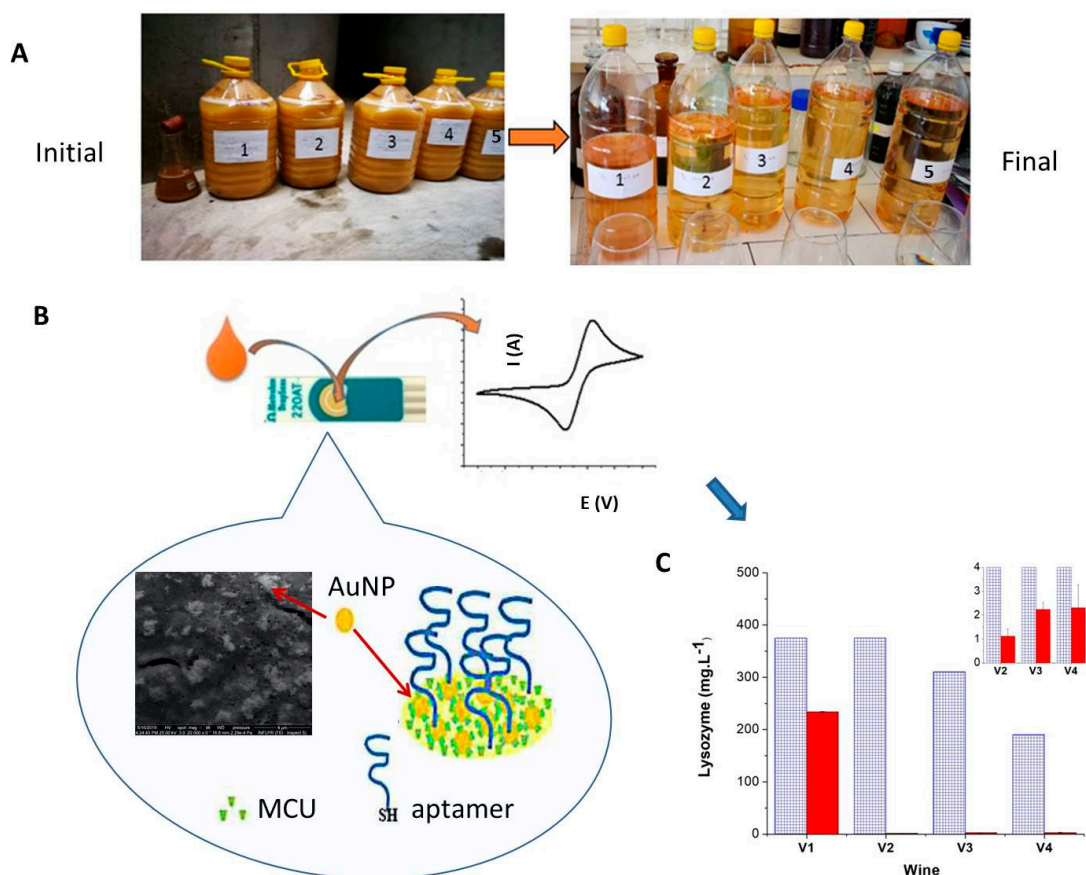 A
Initial
1
2
3
4
5
1
2
3
4
5
Final
B
Metrohm
DropSens
220AT
I (A)
E (V)
AuNP
MCU
SH
aptamer
C
Lysozyme (mg.L-1)
500
400
300
200
100
0
V1
V2
V3
V4
Wine
4
3
2
1
0
V2
V3
V4